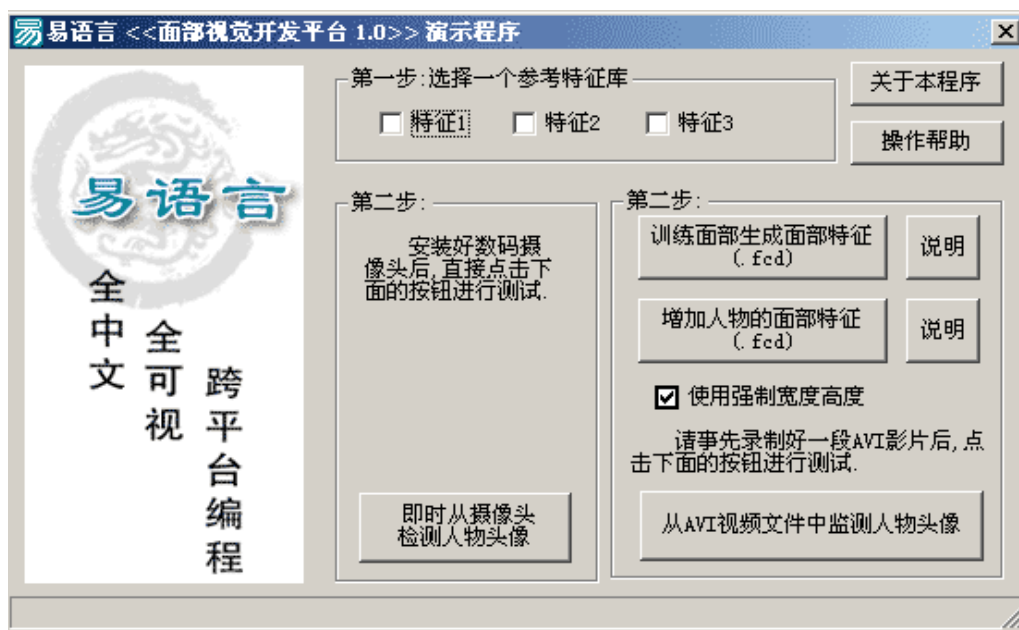 易语言 <<面部视觉开发平台 1.0>> 演示程序
易语言
全中文
全可视
跨平台编程
第一步:选择一个参考特征库
特征1
特征2
特征3
关于本程序
操作帮助
第二步:
安装好数码摄
像头后,直接点击下
面的按钮进行测试.
即时从摄像头
检测人物头像
第二步:
训练面部生成面部特征
(.fcd)
说明
增加人物的面部特征
(.fcd)
说明
使用强制宽度高度
请事先录制好一段AVI影片后,点
击下面的按钮进行测试.
从AVI视频文件中监测人物头像